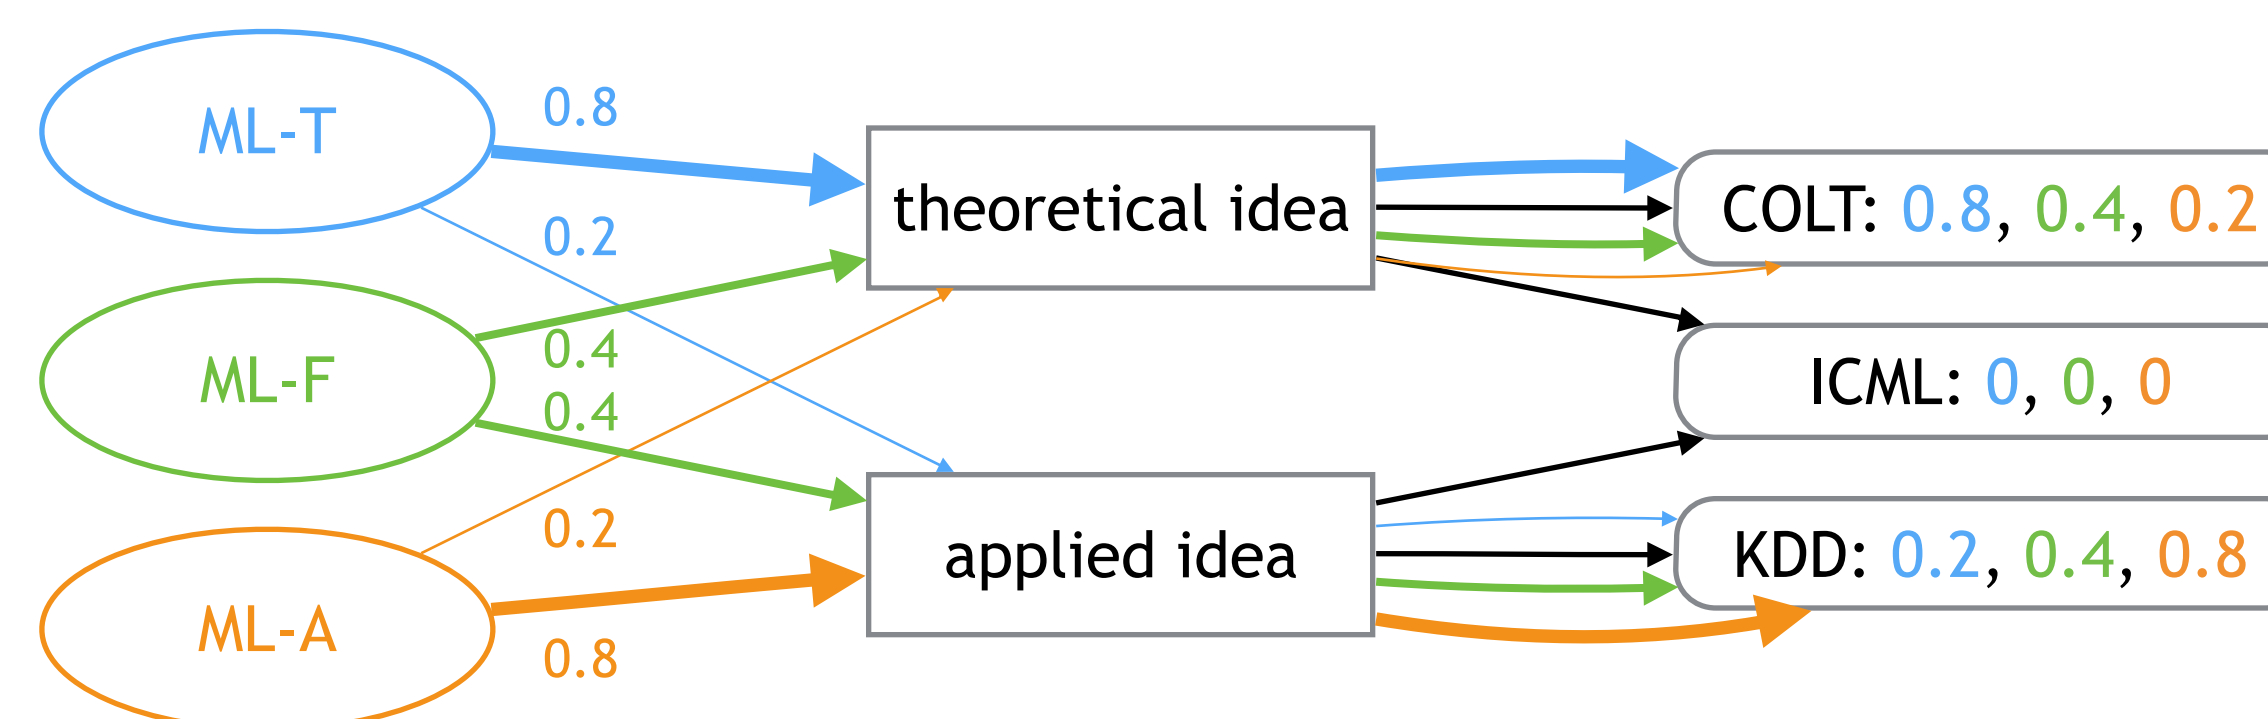 ML-T
0.8
0.2
theoretical idea
COLT: 0.8, 0.4, 0.2
ML-F
0.4
0.4
ICML: 0, 0, 0
ML-A
0.2
0.8
applied idea
KDD: 0.2, 0.4, 0.8